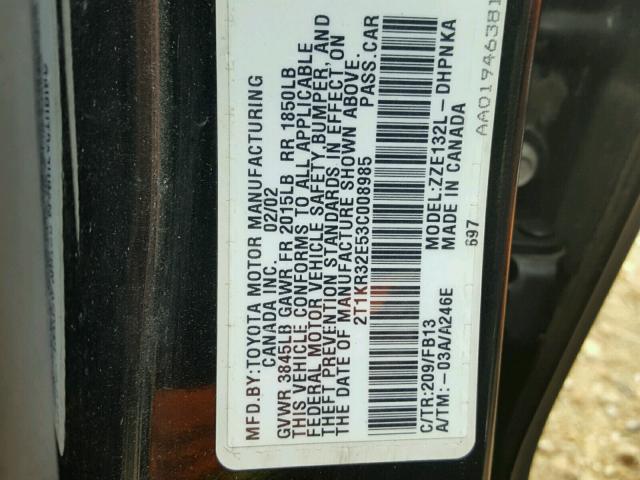 MFD.BY:TOYOTA MOTOR MANUFACTURING
CANADA INC. 02/02
GVWR 3845LB GAWR FR 2015LB RR 1850LB
THIS VEHICLE CONFORMS TO ALL APPLICABLE
FEDERAL MOTOR VEHICLE SAFETY,BUMPER, AND
THEFT PREVENTION STANDARDS IN EFFECT ON
THE DATE OF MANUFACTURE SHOWN ABOVE.
2T1KR32E53C008985 PASS.CAR
C/TR:209/FB13 MODEL:ZZE132L-DHPNKA
A/TM:-03A/A246E MADE IN CANADA
697
AA019463819